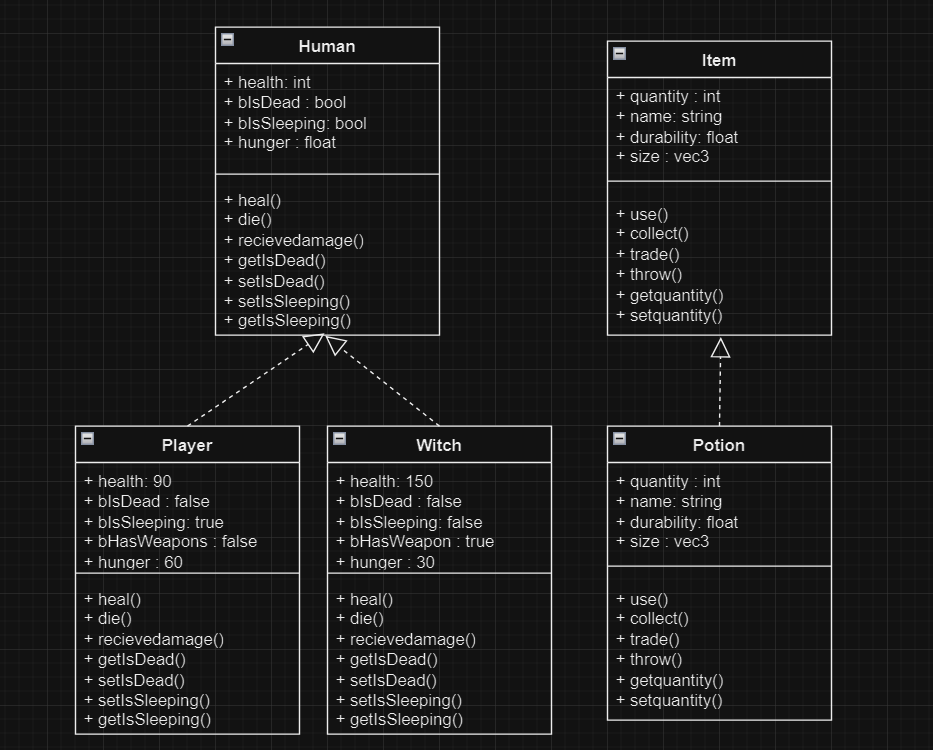 Human
+ health: int
+ bIsDead : bool
+ bIsSleeping: bool
+ hunger : float
+ heal()
+ die()
+ recievedamage()
+ getIsDead()
+ setIsDead()
+ setIsSleeping()
+ getIsSleeping()
Item
+ quantity : int
+ name: string
+ durability: float
+ size : vec3
+ use()
+ collect()
+ trade()
+ throw()
+ getquantity()
+ setquantity()
Player
+ health: 90
+ bIsDead : false
+ bIsSleeping: true
+ bHasWeapons : false
+ hunger : 60
+ heal()
+ die()
+ recievedamage()
+ getIsDead()
+ setIsDead()
+ setIsSleeping()
+ getIsSleeping()
Witch
+ health: 150
+ bIsDead : false
+ bIsSleeping: false
+ bHasWeapon : true
+ hunger : 30
+ heal()
+ die()
+ recievedamage()
+ getIsDead()
+ setIsDead()
+ setIsSleeping()
+ getIsSleeping()
Potion
+ quantity : int
+ name: string
+ durability: float
+ size : vec3
+ use()
+ collect()
+ trade()
+ throw()
+ getquantity()
+ setquantity()